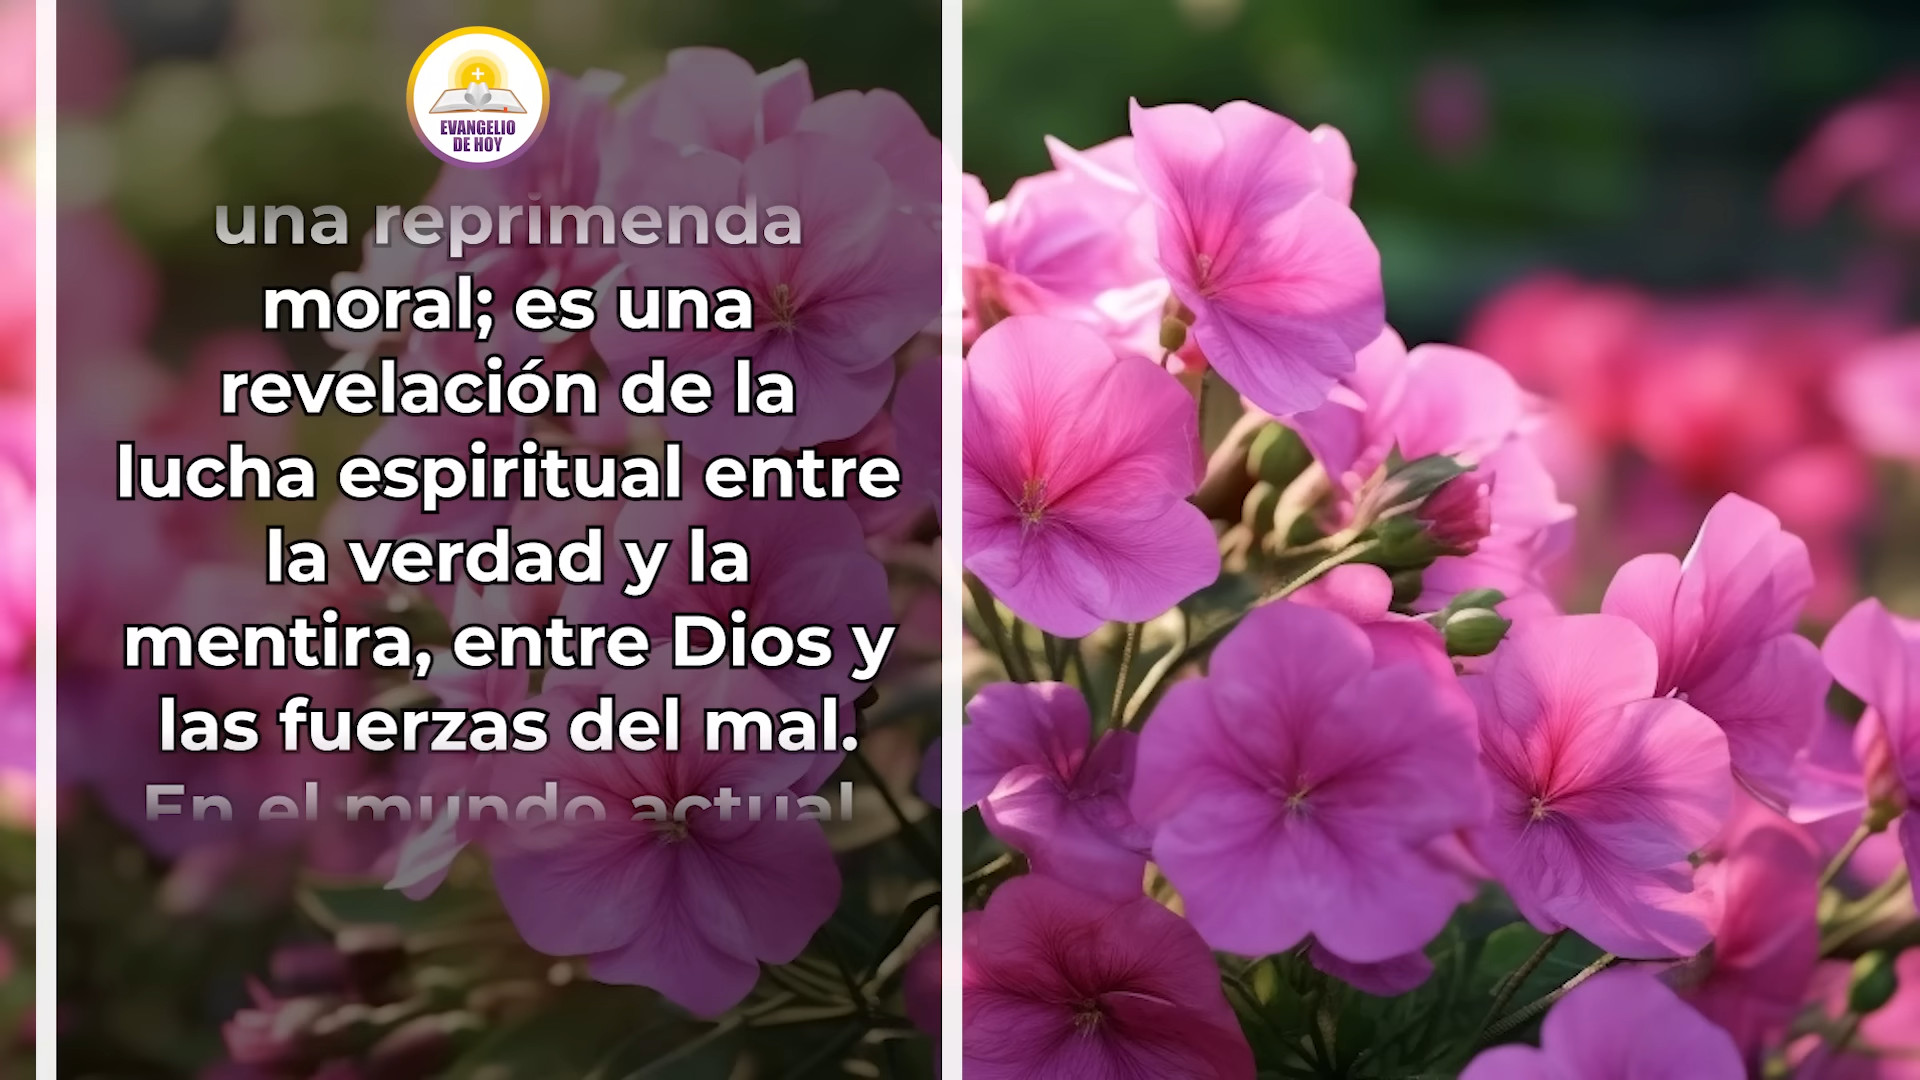 EVANGELIO
DE HOY
una reprimenda
moral; es una
revelación de la
lucha espiritual entre
la verdad y la
mentira, entre Dios y
las fuerzas del mal.
En el mundo actual